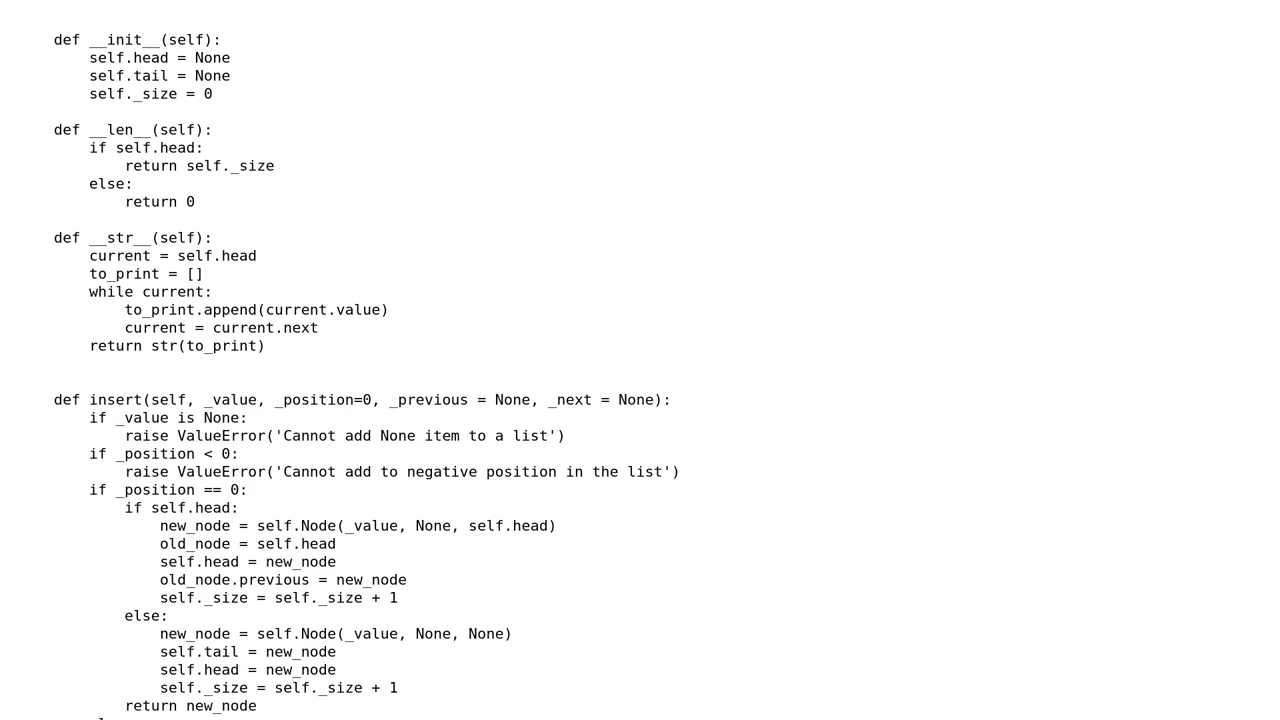 def __init__(self):
    self.head = None
    self.tail = None
    self._size = 0

def __len__(self):
    if self.head:
        return self._size
    else:
        return 0

def __str__(self):
    current = self.head
    to_print = []
    while current:
        to_print.append(current.value)
        current = current.next
    return str(to_print)


def insert(self, _value, _position=0, _previous = None, _next = None):
    if _value is None:
        raise ValueError('Cannot add None item to a list')
    if _position < 0:
        raise ValueError('Cannot add to negative position in the list')
    if _position == 0:
        if self.head:
            new_node = self.Node(_value, None, self.head)
            old_node = self.head
            self.head = new_node
            old_node.previous = new_node
            self._size = self._size + 1
        else:
            new_node = self.Node(_value, None, None)
            self.tail = new_node
            self.head = new_node
            self._size = self._size + 1
        return new_node